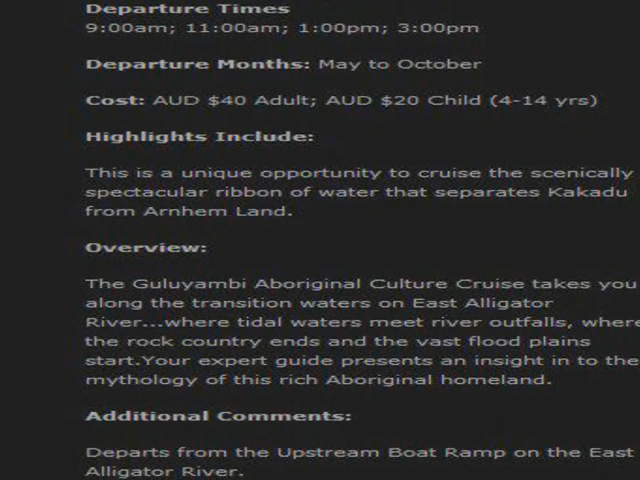 Departure Times
9:00am; 11:00am; 1:00pm; 3:00pm
Departure Months: May to October
Cost: AUD $40 Adult; AUD $20 Child (4-14 yrs)
Highlights Include:
This is a unique opportunity to cruise the scenically
spectacular ribbon of water that separates Kakadu
from Arnhem Land.
Overview:
The Guluyambi Aboriginal Culture Cruise takes you
along the transition waters on East Alligator
River...where tidal waters meet river outfalls, where
the rock country ends and the vast flood plains
start.Your expert guide presents an insight in to the
mythology of this rich Aboriginal homeland.
Additional Comments:
Departs from the Upstream Boat Ramp on the East
Alligator River.